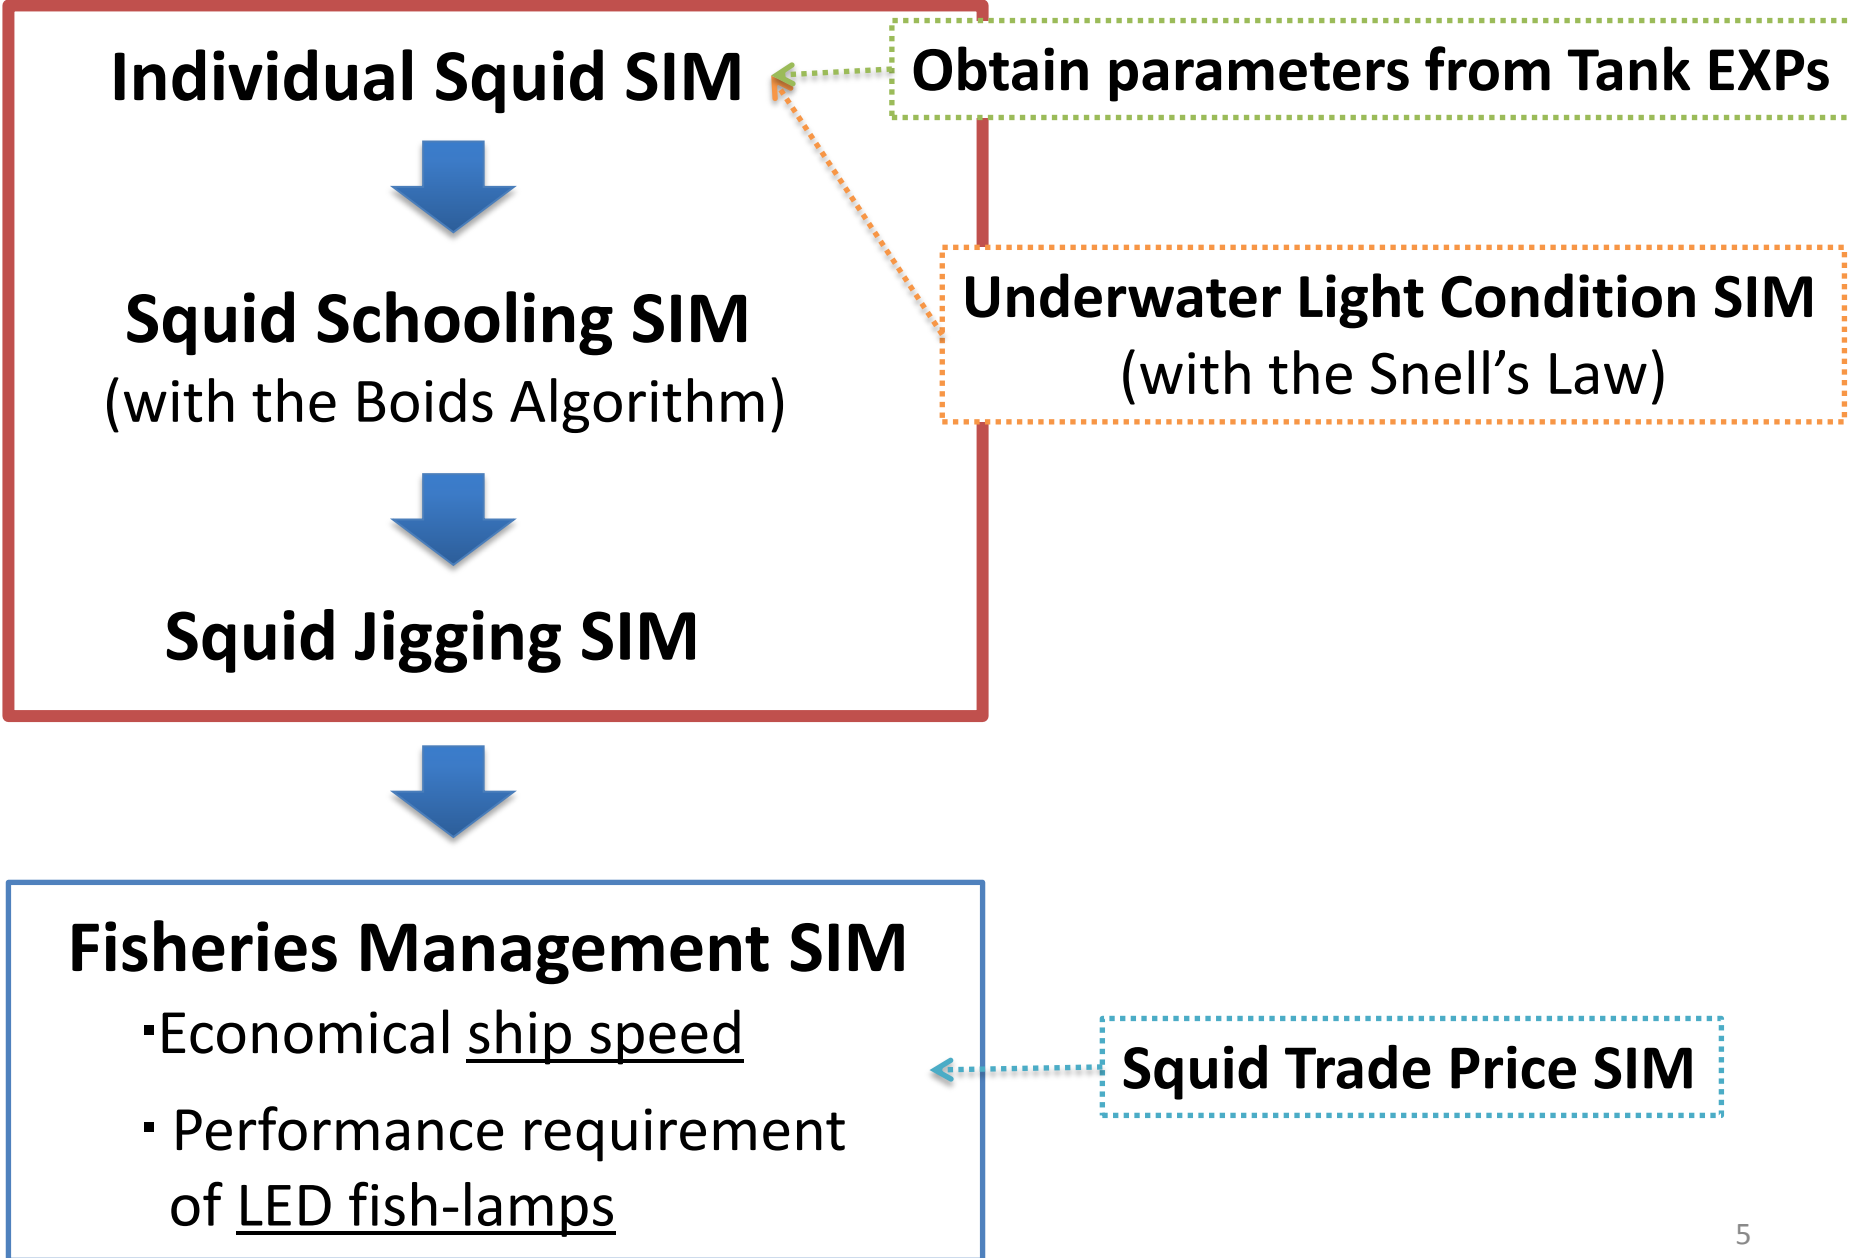 Individual Squid SIM
Obtain parameters from Tank EXPs
Underwater Light Condition SIM
(with the Snell’s Law)
Squid Schooling SIM
(with the Boids Algorithm)
Squid Jigging SIM
Fisheries Management SIM
･Economical ship speed
･ Performance requirement
of LED fish-lamps
Squid Trade Price SIM
5